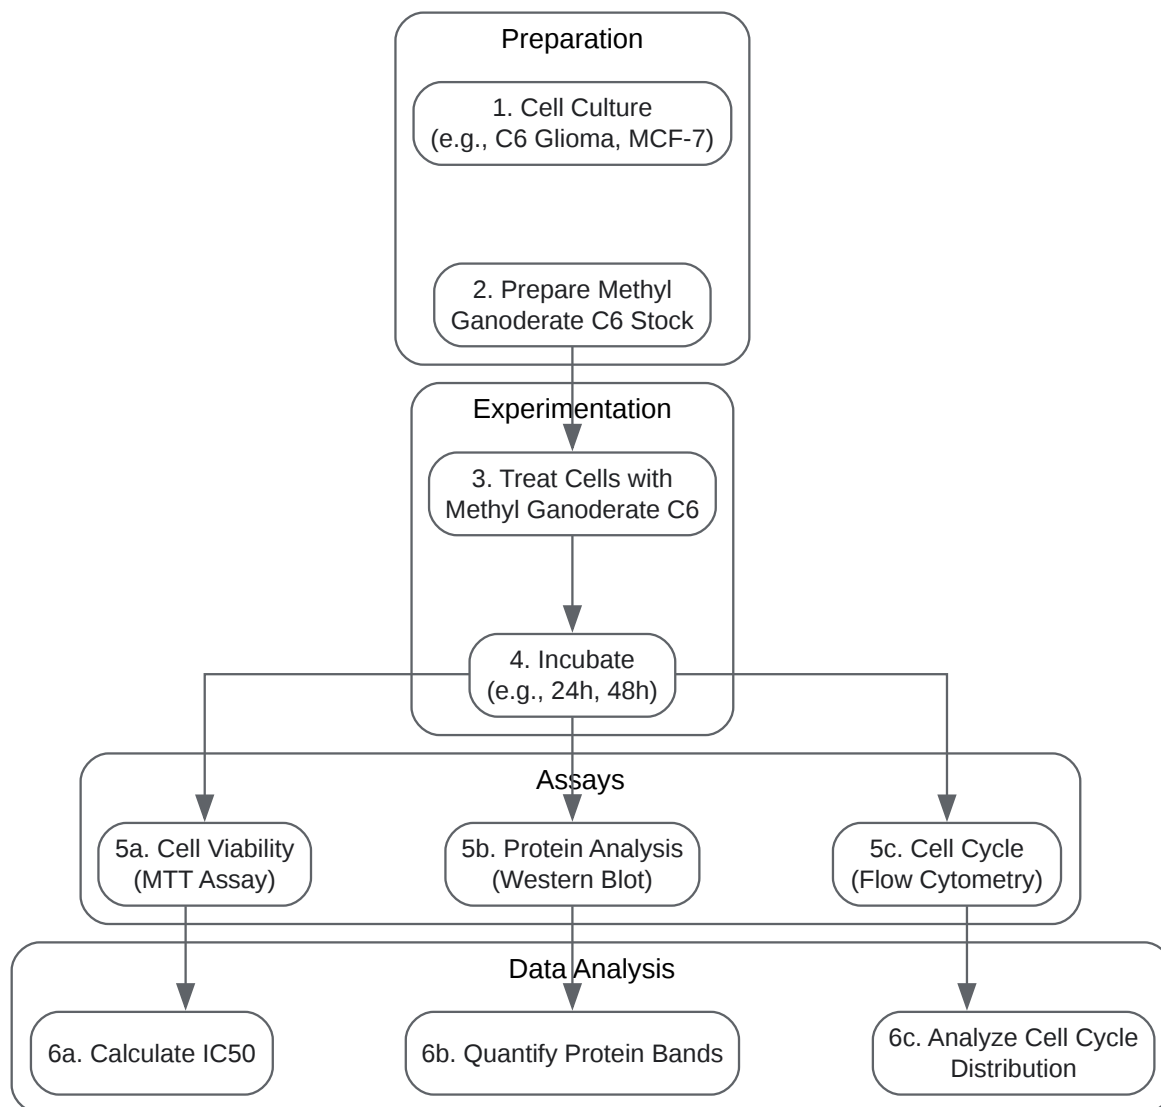 Preparation
1. Cell Culture
(e.g., C6 Glioma, MCF-7)
2. Prepare Methyl
Ganoderate C6 Stock
Experimentation
3. Treat Cells with
Methyl Ganoderate C6
4. Incubate
(e.g., 24h, 48h)
Assays
5a. Cell Viability
(MTT Assay)
5b. Protein Analysis
(Western Blot)
5c. Cell Cycle
(Flow Cytometry)
Data Analysis
6a. Calculate IC50
6b. Quantify Protein Bands
6c. Analyze Cell Cycle
Distribution